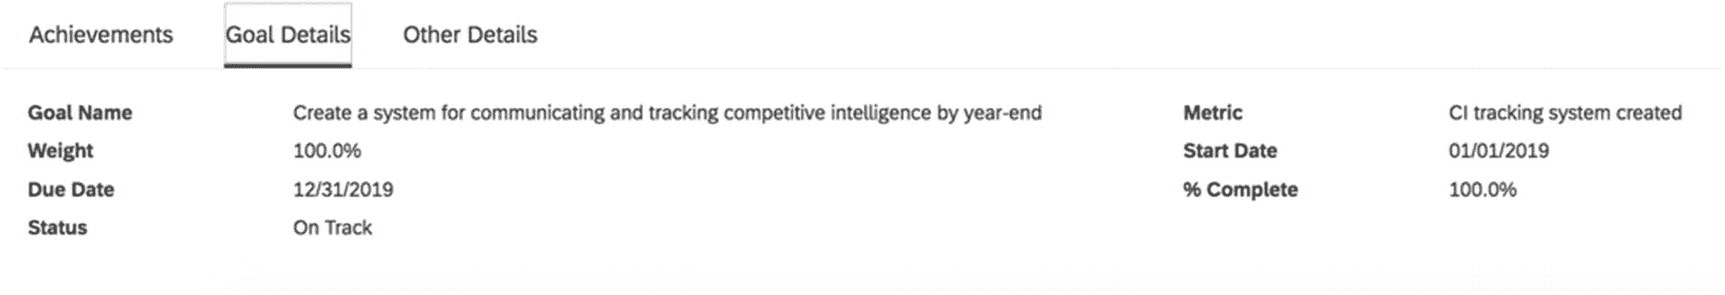 Achievements Goal Details Other Details
Goal Name Create a system for communicating and tracking competitive intelligence by year-end Metric CI tracking system created
Weight 100.0% Start Date 01/01/2019
Due Date 12/31/2019 % Complete 100.0%
Status On Track